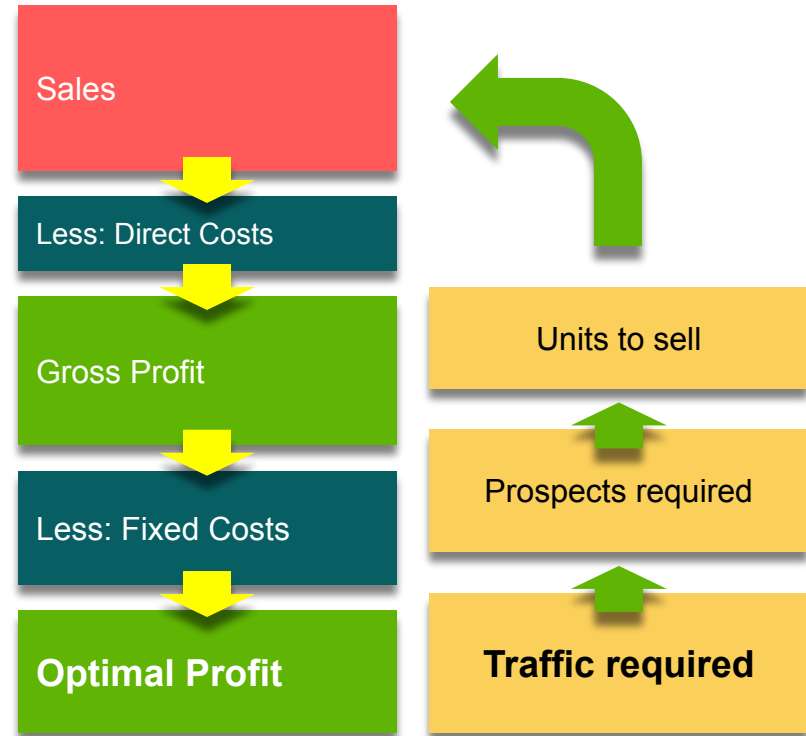 Sales
Less: Direct Costs
Gross Profit
Less: Fixed Costs
Optimal Profit
Units to sell
Prospects required
Traffic required